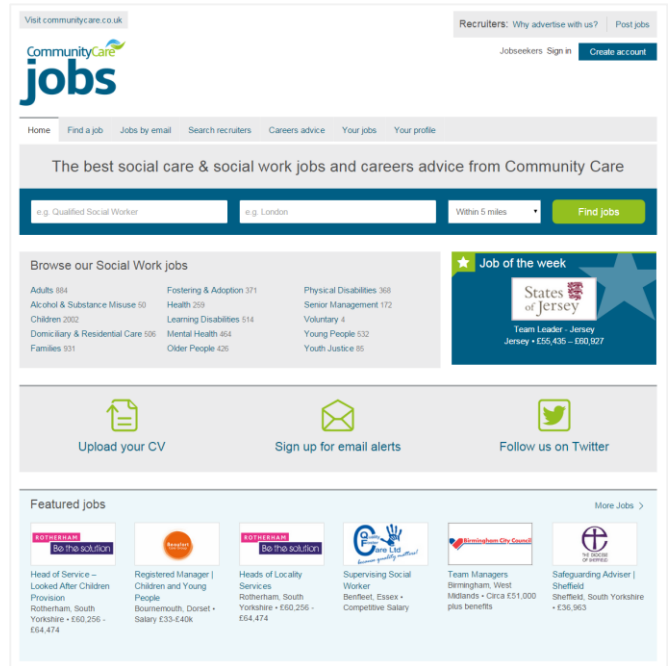 Visit communitycare.co.uk
Recruiters: Why advertise with us? Post jobs
CommunityCare
jobs
Jobseekers Sign in Create account
Home Find a job Jobs by email Search recruiters Careers advice Your jobs Your profile
The best social care & social work jobs and careers advice from Community Care
e.g. Qualified Social Worker e.g. London Within 5 miles Find jobs
Browse our Social Work jobs
Adults 884
Alcohol & Substance Misuse 50
Children 2002
Domiciliary & Residential Care 506
Families 931
Fostering & Adoption 371
Health 259
Learning Disabilities 514
Mental Health 464
Older People 426
Physical Disabilities 368
Senior Management 172
Voluntary 4
Young People 532
Youth Justice 85
Job of the week
States
of Jersey
Team Leader - Jersey
Jersey • £55,435 – £60,927
Upload your CV
Sign up for email alerts
Follow us on Twitter
Featured jobs
More Jobs
ROTHERHAM
Be the solution
Head of Service –
Looked After Children
Provision
Rotherham, South
Yorkshire • £60,256 -
£64,474
Beaufort
Registered Manager |
Children and Young
People
Bournemouth, Dorset •
Salary £33-£40k
ROTHERHAM
Be the solution
Heads of Locality
Services
Rotherham, South
Yorkshire • £60,256 -
£64,474
Care Ltd
because quality matters!
Supervising Social
Worker
Benfleet, Essex •
Competitive Salary
Birmingham City Council
Team Managers
Birmingham, West
Midlands • Circa £51,000
plus benefits
THE DIOCESE
OF SHEFFIELD
Safeguarding Adviser |
Sheffield
Sheffield, South Yorkshire
• £36,963